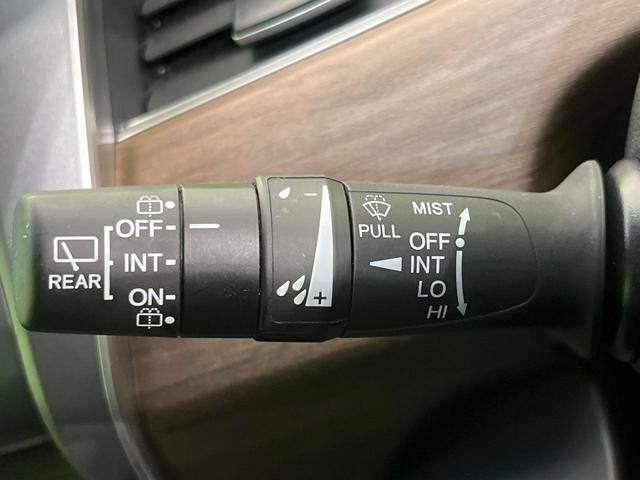 REAR
OFF
INT
ON
−
+
PULL
MIST
OFF
INT
LO
HI